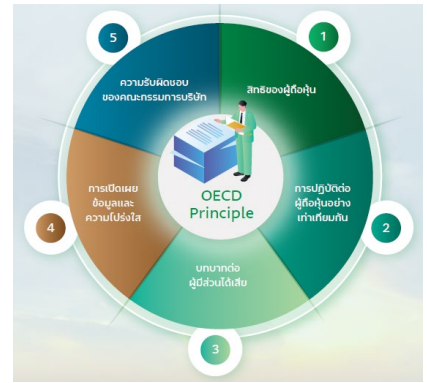 OECD
Principle
1
สิทธิของผู้ถือหุ้น
2
การปฏิบัติต่อ
ผู้ถือหุ้นอย่าง
เท่าเทียมกัน
3
บทบาทต่อ
ผู้มีส่วนได้เสีย
4
การเปิดเผย
ข้อมูลและ
ความโปร่งใส
5
ความรับผิดชอบ
ของคณะกรรมการบริษัท